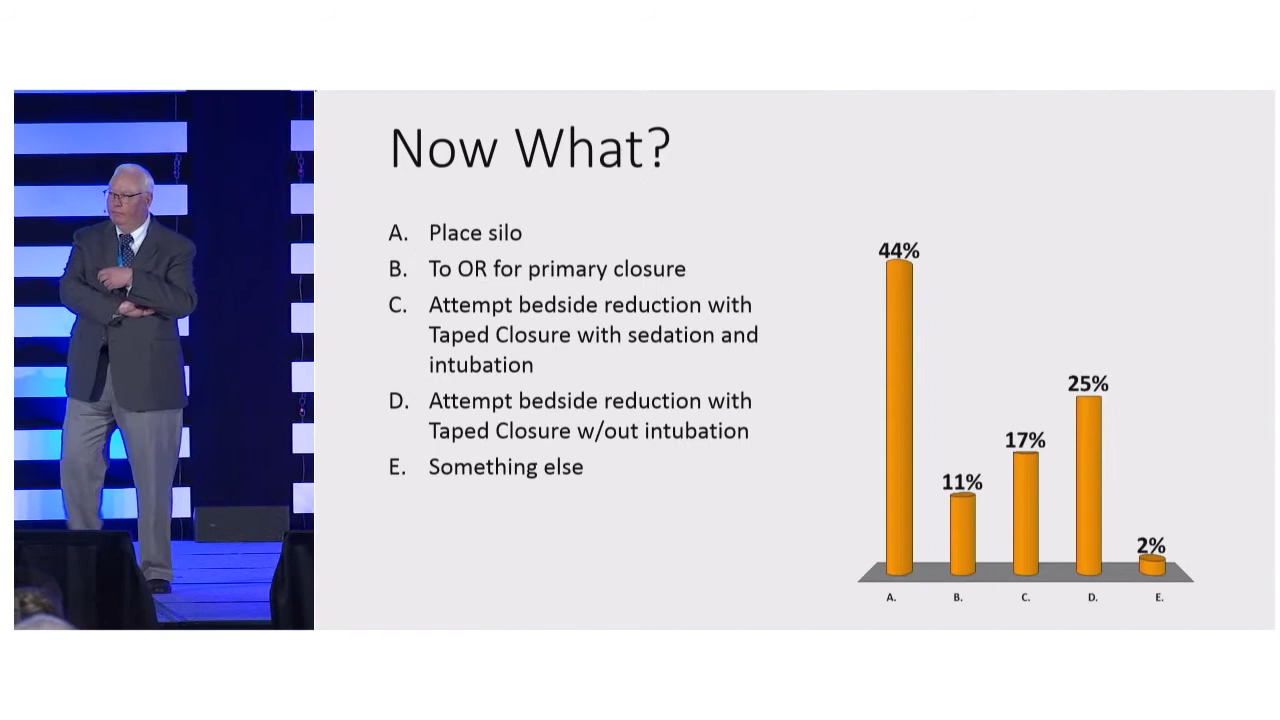 Now What?
A. Place silo
B. To OR for primary closure
C. Attempt bedside reduction with
Taped Closure with sedation and
intubation
D. Attempt bedside reduction with
Taped Closure w/out intubation
E. Something else
44%
11%
17%
25%
2%
A.
B.
C.
D.
E.